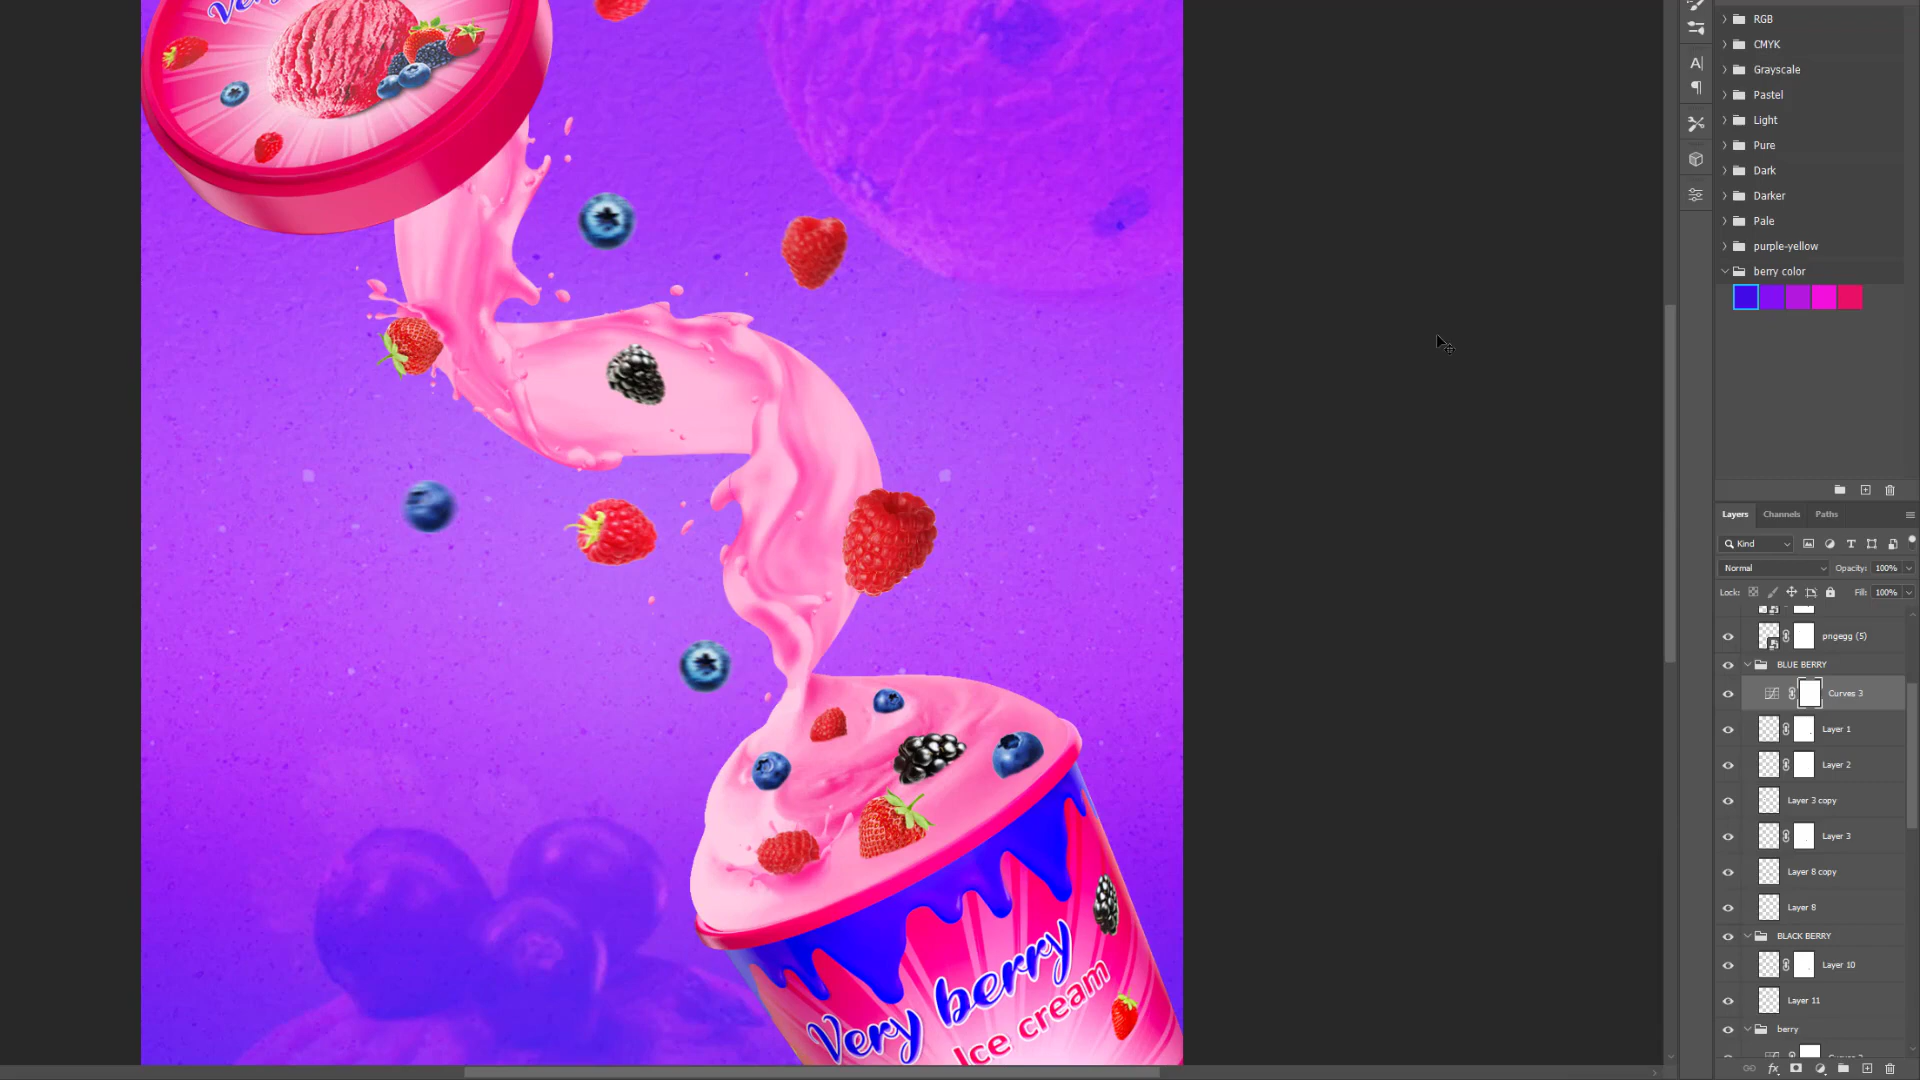 Very
RGB
CMYK
Grayscale
Pastel
Light
Pure
Dark
Darker
Pale
purple-yellow
berry color
Layers Channels Paths
Kind
Normal Opacity: 100%
Lock: Fill: 100%
pngegg (5)
BLUE BERRY
Curves 3
Layer 1
Layer 2
Layer 3 copy
Layer 3
Layer 8 copy
Layer 8
BLACK BERRY
Layer 10
Layer 11
berry
Very berry
Ice cream